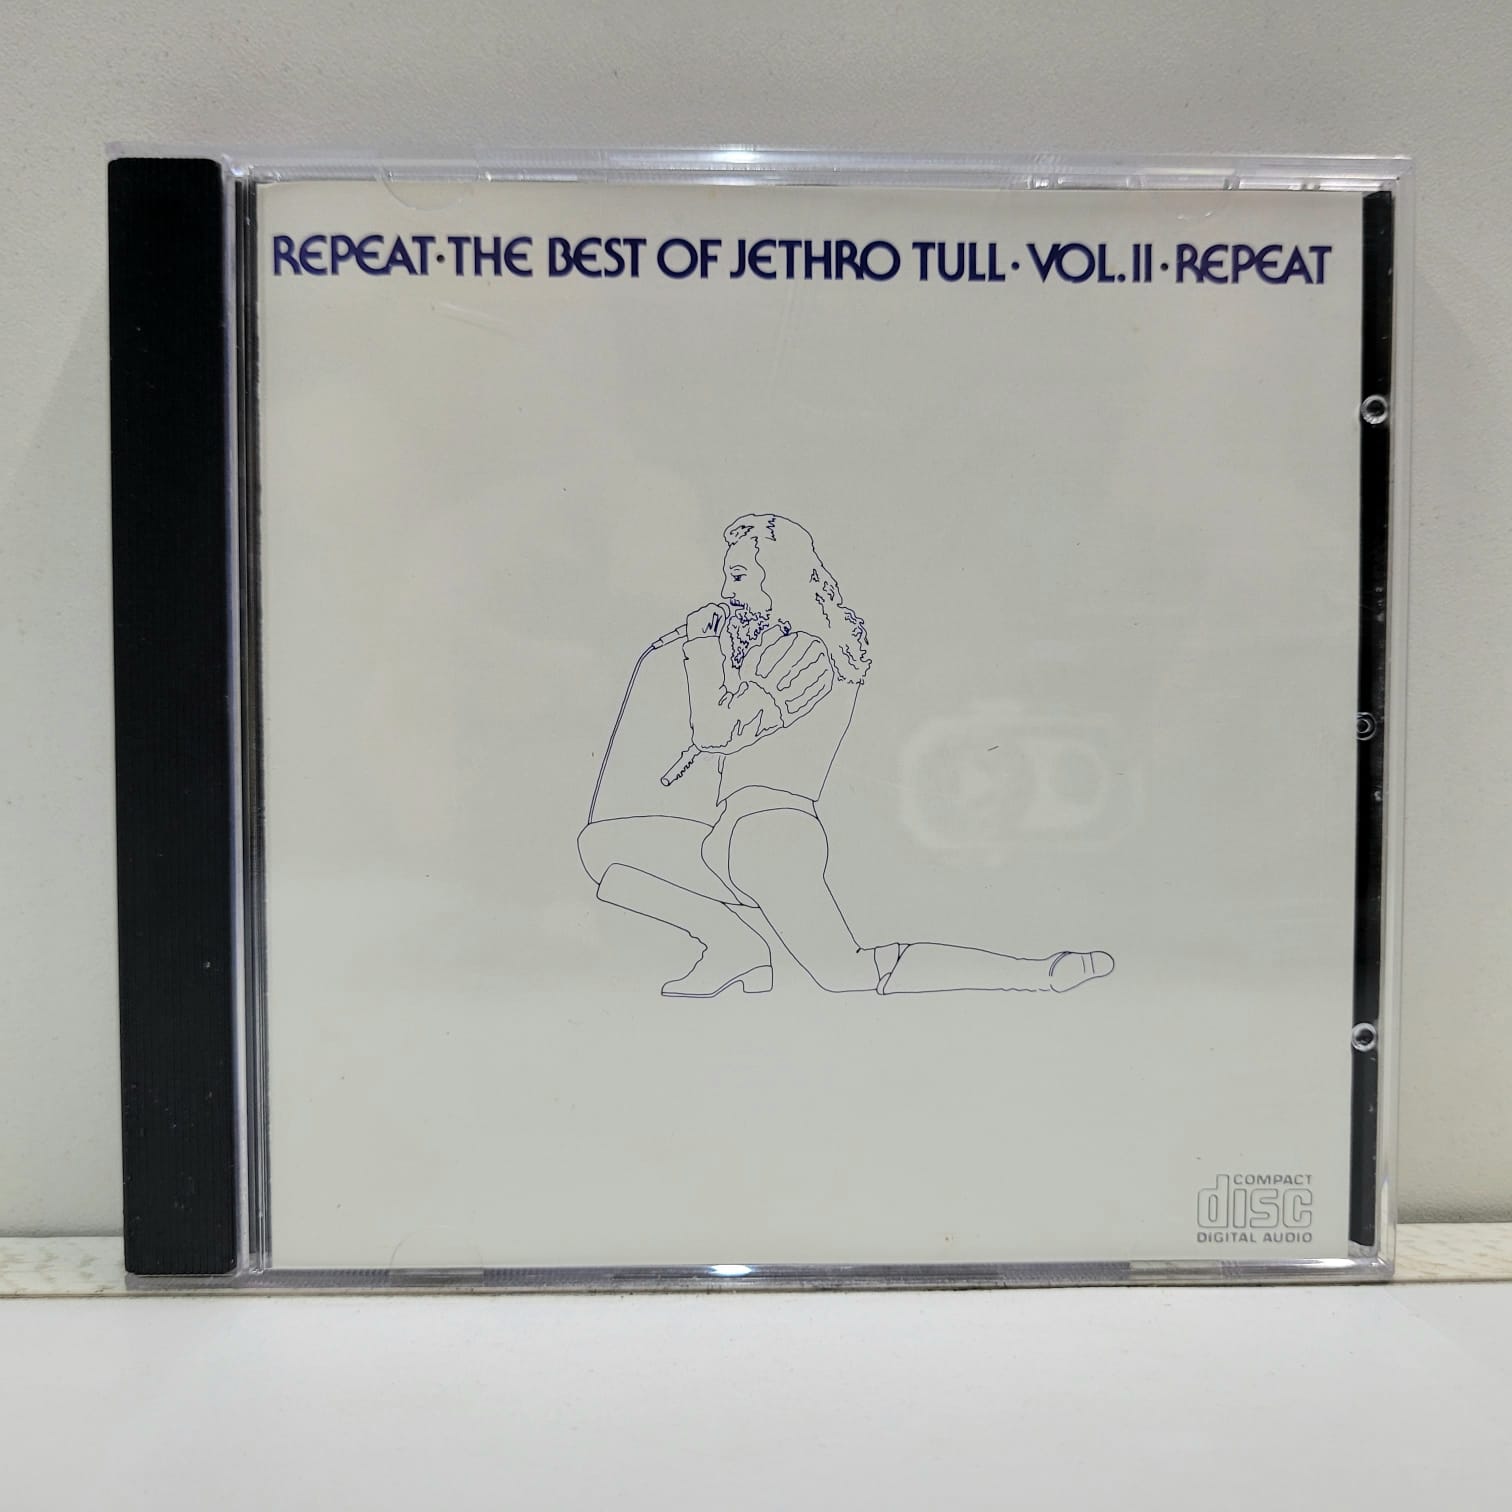 REPEAT·THE BEST OF JETHRO TULL·VOL.II·REPEAT
COMPACT
disc
DIGITAL AUDIO